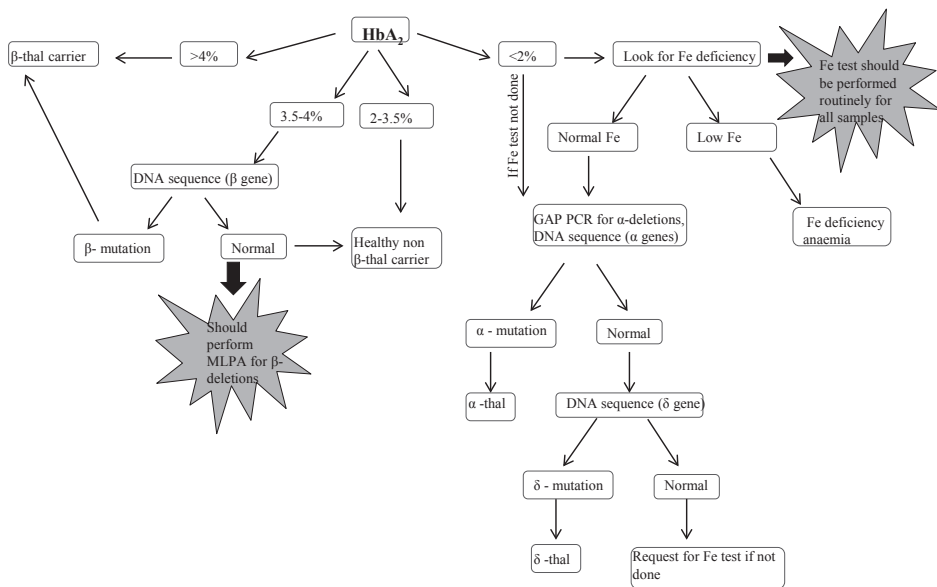 HbA2
β-thal carrier
>4%
<2%
Look for Fe deficiency
Fe test should
be performed
routinely for
all samples
3.5-4%
2-3.5%
If Fe test not done
Normal Fe
Low Fe
DNA sequence (β gene)
GAP PCR for α-deletions,
DNA sequence (α genes)
Fe deficiency
anaemia
β- mutation
Normal
Healthy non
β-thal carrier
Should
perform
MLPA for β-
deletions
α - mutation
Normal
α -thal
DNA sequence (δ gene)
δ - mutation
Normal
δ -thal
Request for Fe test if not
done